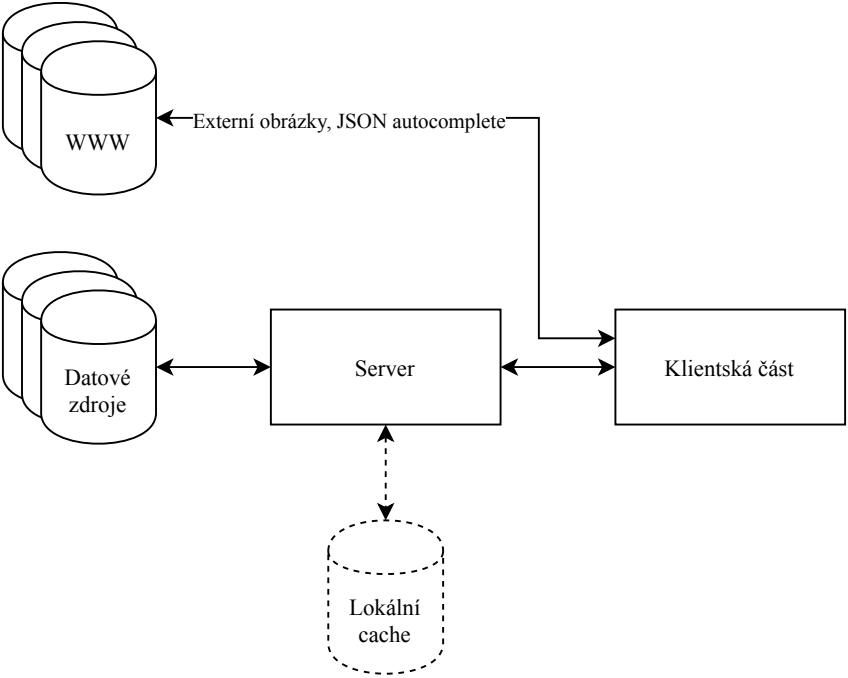 WWW
Externí obrázky, JSON autocomplete
Datové
zdroje
Server
Klientská část
Lokální
cache